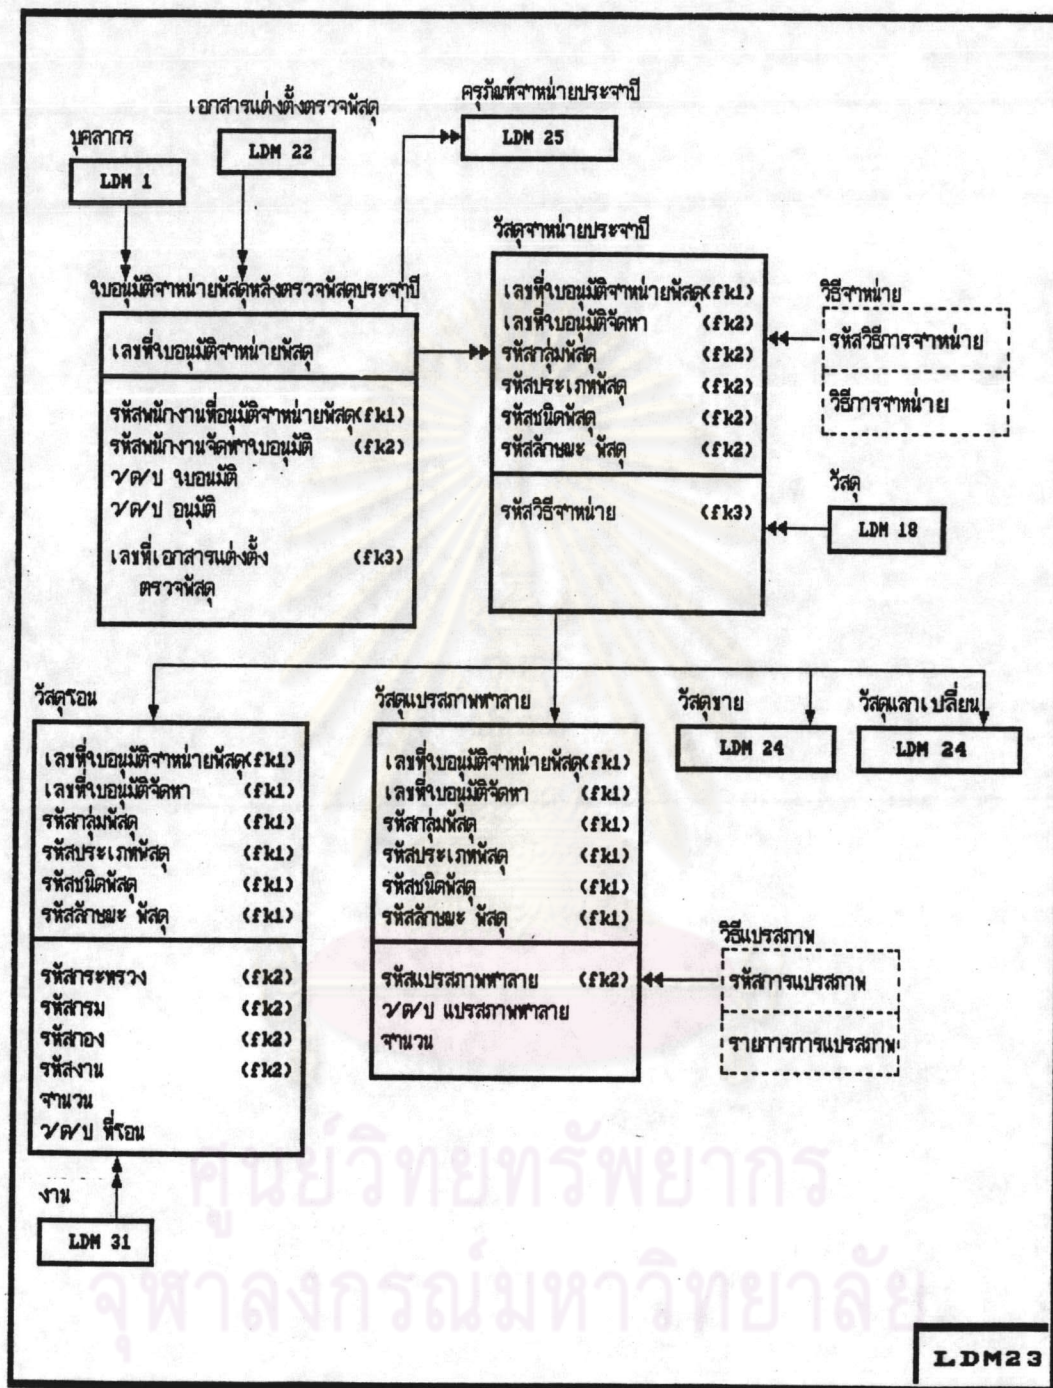 บุคลากร
LDM 1
เอกสารแต่งตั้งตรวจพัสดุ
LDM 22
ครุภัณฑ์จำหน่ายประจำปี
LDM 25
ใบอนุมัติจำหน่ายพัสดุหลังตรวจพัสดุประจำปี
เลขที่ใบอนุมัติจำหน่ายพัสดุ
รหัสพนักงานที่อนุมัติจำหน่ายพัสดุ(fk1)
รหัสพนักงานจัดทำใบอนุมัติ (fk2)
ว/ด/ป ใบอนมัติ
ว/ด/ป อนุมัติ
เลขที่เอกสารแต่งตั้ง (fk3)
ตรวจพัสดุ
วัสดุจำหน่ายประจำปี
เลขที่ใบอนุมัติจำหน่ายพัสดุ(fk1)
เลขที่ใบอนุมัติจัดหา (fk2)
รหัสกลุ่มพัสดุ (fk2)
รหัสประเภทพัสดุ (fk2)
รหัสชนิดพัสดุ (fk2)
รหัสลักษณะ พัสดุ (fk2)
รหัสวิธีจำหน่าย (fk3)
วิธีจำหน่าย
รหัสวิธีการจำหน่าย
วิธีการจำหน่าย
วัสดุ
LDM 18
วัสดุโอน
เลขที่ใบอนุมัติจำหน่ายพัสดุ(fk1)
เลขที่ใบอนุมัติจัดหา (fk1)
รหัสกลุ่มพัสดุ (fk1)
รหัสประเภทพัสดุ (fk1)
รหัสชนิดพัสดุ (fk1)
รหัสลักษณะ พัสดุ (fk1)
รหัสกระทรวง (fk2)
รหัสกรม (fk2)
รหัสกอง (fk2)
รหัสงาน (fk2)
จำนวน
ว/ด/ป ที่โอน
งาน
LDM 31
วัสดุแปรสภาพทำลาย
เลขที่ใบอนุมัติจำหน่ายพัสดุ(fk1)
เลขที่ใบอนุมัติจัดหา (fk1)
รหัสกลุ่มพัสดุ (fk1)
รหัสประเภทพัสดุ (fk1)
รหัสชนิดพัสดุ (fk1)
รหัสลักษณะ พัสดุ (fk1)
รหัสแปรสภาพทำลาย (fk2)
ว/ด/ป แปรสภาพทำลาย
จำนวน
วัสดุขาย
LDM 24
วัสดุแลกเปลี่ยน
LDM 24
วิธีแปรสภาพ
รหัสการแปรสภาพ
รายการการแปรสภาพ
ศูนย์วิทยทรัพยากร
จุฬาลงกรณ์มหาวิทยาลัย
LDM23